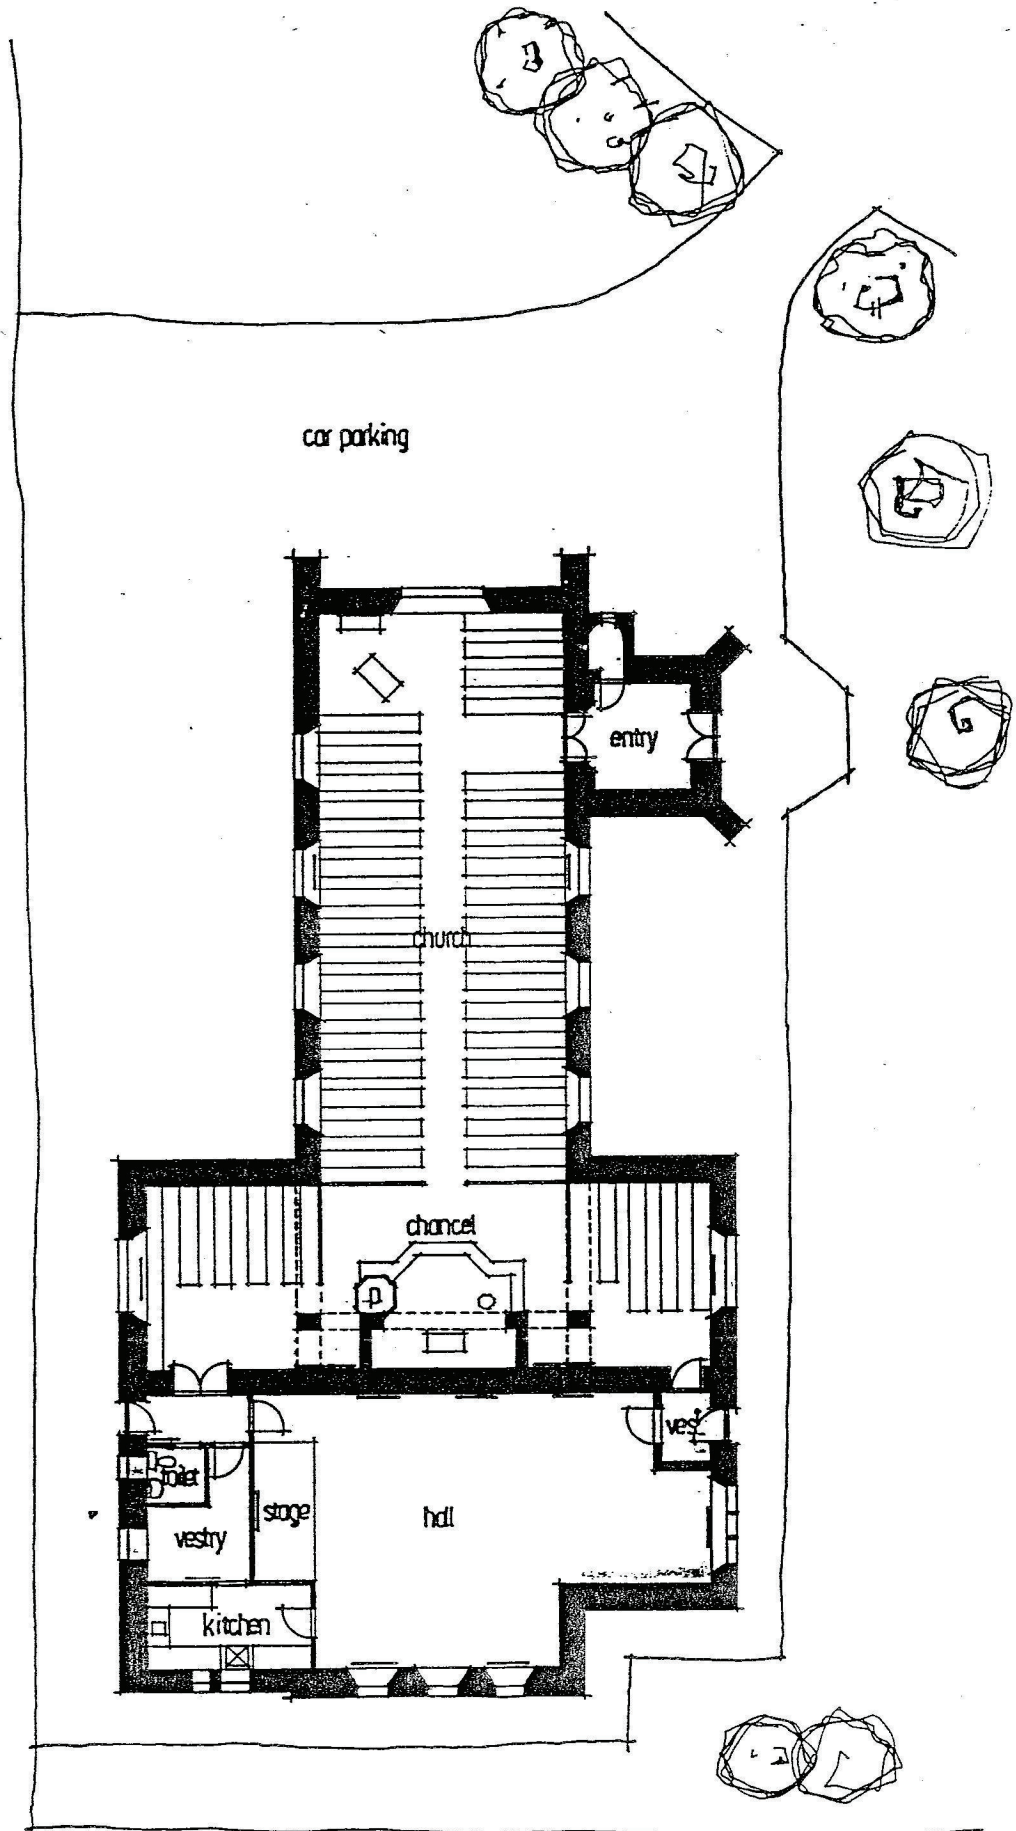 car parking
entry
church
chancel
P
ves.
toilet
stage
hall
vestry
kitchen